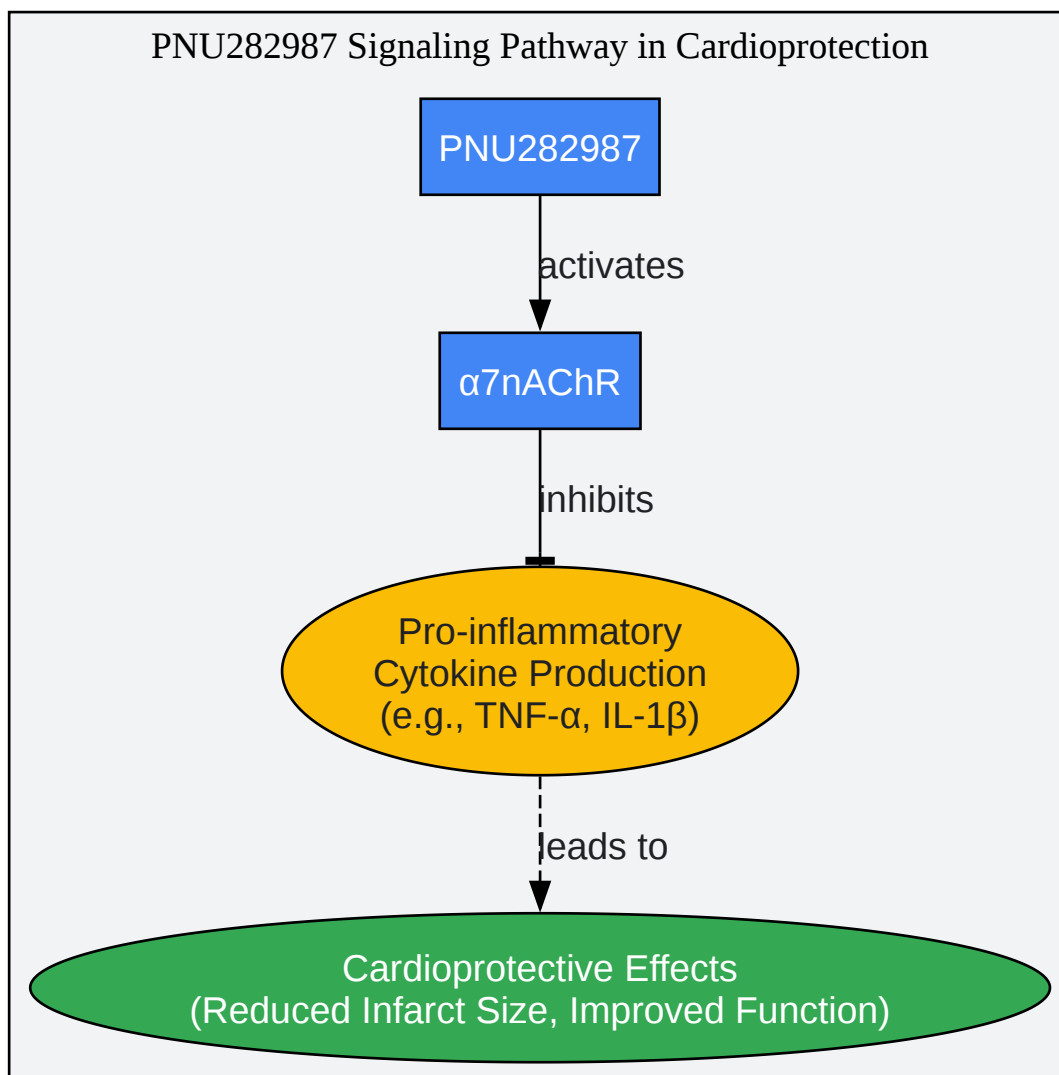 PNU282987 Signaling Pathway in Cardioprotection
PNU282987
activates
α7nAChR
inhibits
Pro-inflammatory
Cytokine Production
(e.g., TNF-α, IL-1β)
leads to
Cardioprotective Effects
(Reduced Infarct Size, Improved Function)